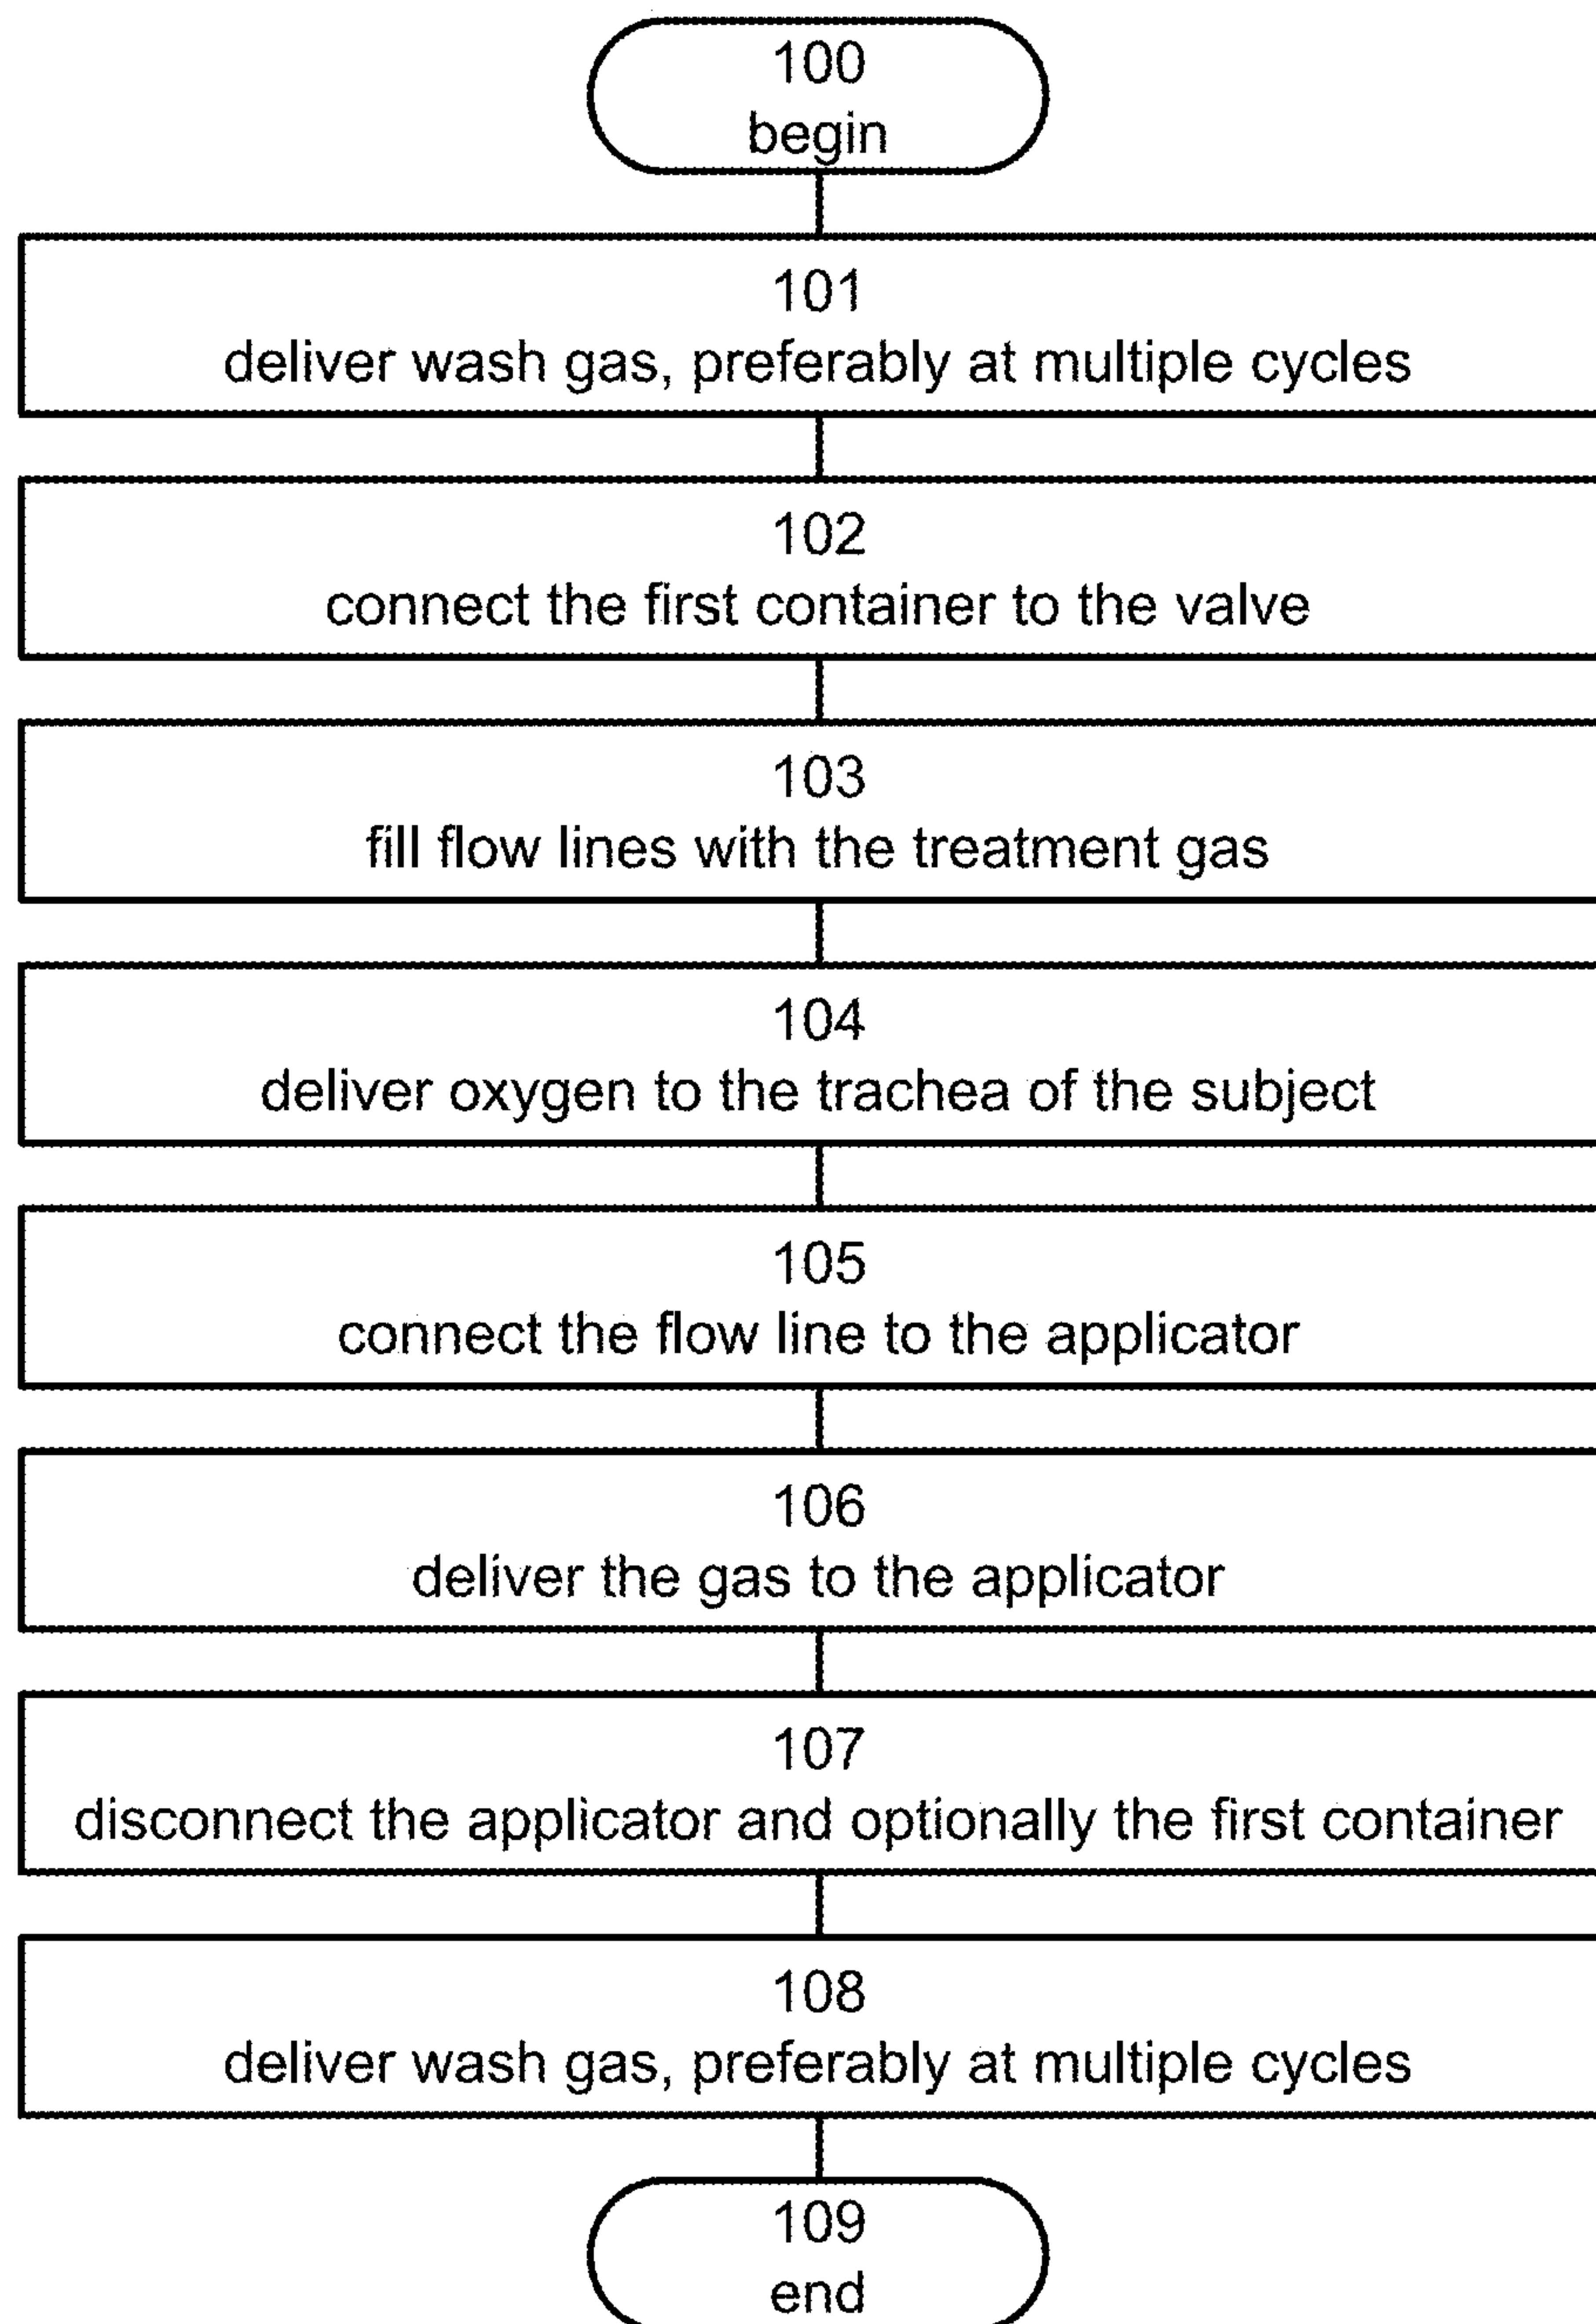 100
begin
101
deliver wash gas, preferably at multiple cycles
102
connect the first container to the valve
103
fill flow lines with the treatment gas
104
deliver oxygen to the trachea of the subject
105
connect the flow line to the applicator
106
deliver the gas to the applicator
107
disconnect the applicator and optionally the first container
108
deliver wash gas, preferably at multiple cycles
109
end